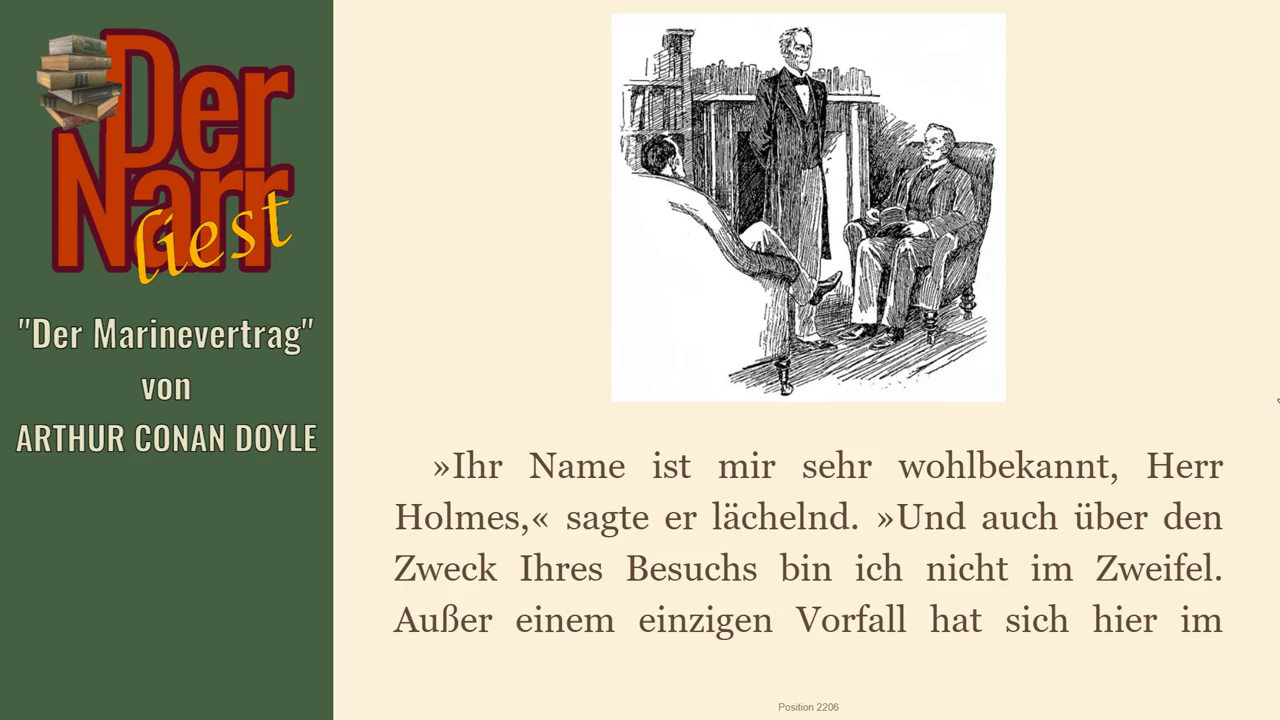 Der
Narr
liest
"Der Marinevertrag"
von
ARTHUR CONAN DOYLE
»Ihr Name ist mir sehr wohlbekannt, Herr
Holmes,« sagte er lächelnd. »Und auch über den
Zweck Ihres Besuchs bin ich nicht im Zweifel.
Außer einem einzigen Vorfall hat sich hier im
Position 2206